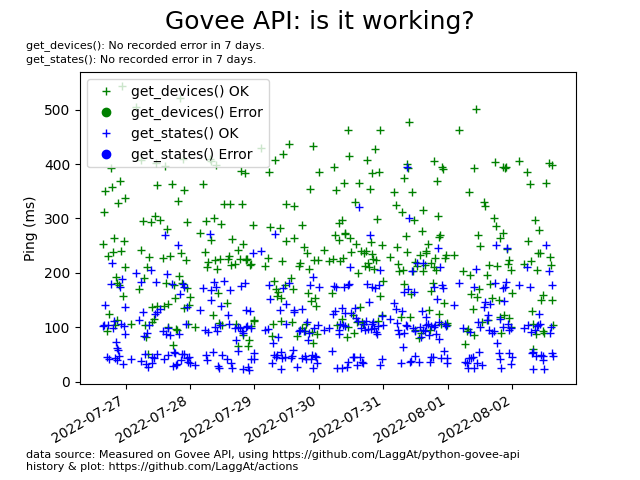 Govee API: is it working?
get_devices(): No recorded error in 7 days.
get_states(): No recorded error in 7 days.
get_devices() OK
get_devices() Error
get_states() OK
get_states() Error
Ping (ms)
500
400
300
200
100
0
2022-07-27
2022-07-28
2022-07-29
2022-07-30
2022-07-31
2022-08-01
2022-08-02
data source: Measured on Govee API, using https://github.com/LaggAt/python-govee-api
history & plot: https://github.com/LaggAt/actions